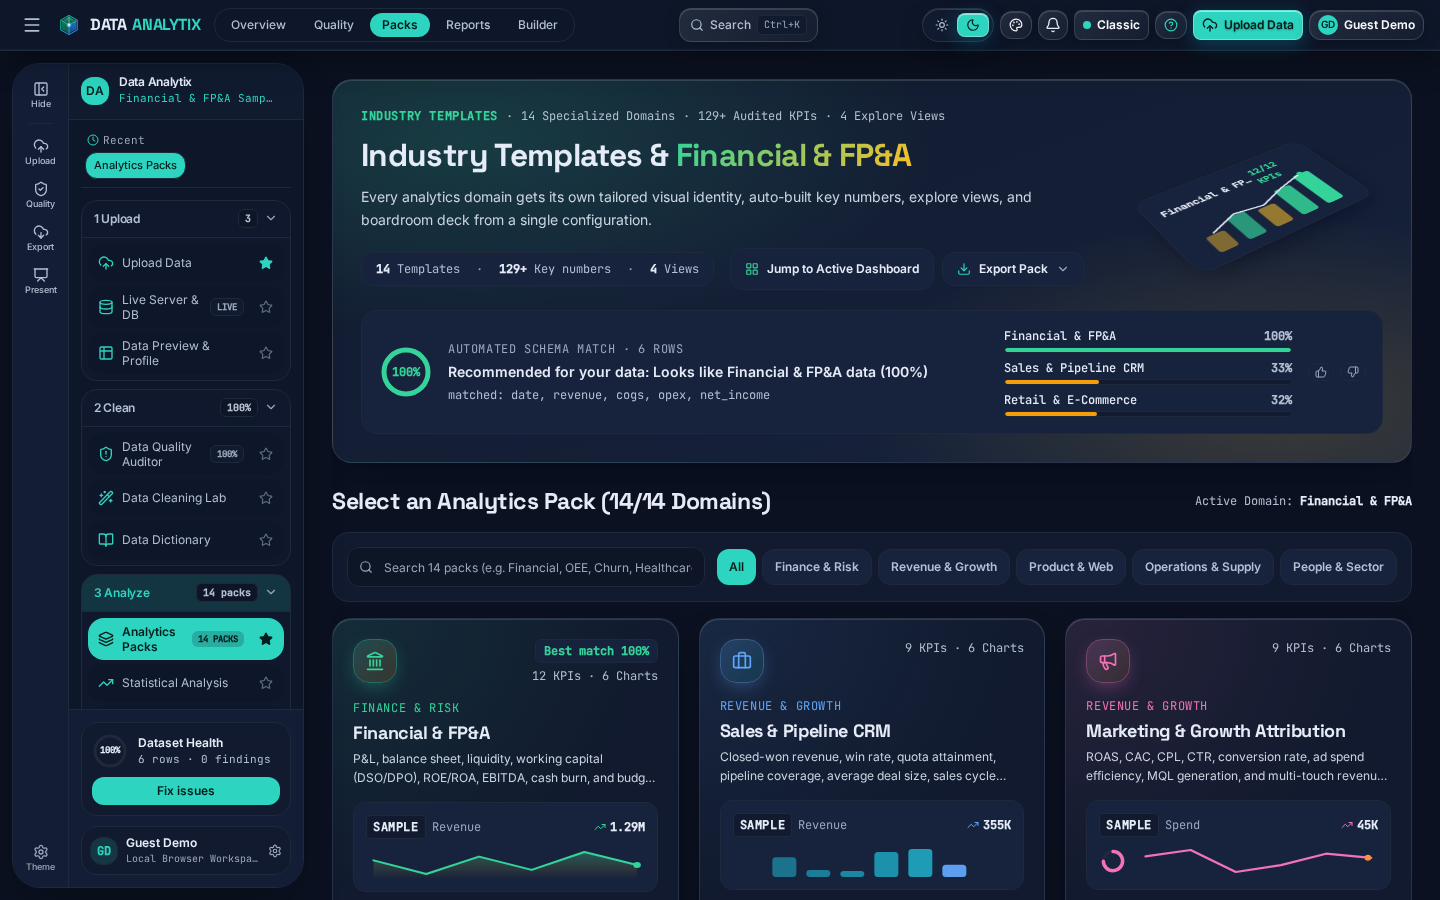 DATA ANALYTIX
Overview
Quality
Packs
Reports
Builder
Search Ctrl+K
Classic
Upload Data
GD Guest Demo
Hide
Upload
Quality
Export
Present
Theme
DA
Data Analytix
Financial & FP&A Samp…
Recent
Analytics Packs
1 Upload 3
Upload Data
Live Server & DB LIVE
Data Preview & Profile
2 Clean 100%
Data Quality Auditor 100%
Data Cleaning Lab
Data Dictionary
3 Analyze 14 packs
Analytics Packs 14 PACKS
Statistical Analysis
100%
Dataset Health
6 rows · 0 findings
Fix issues
GD
Guest Demo
Local Browser Workspa…
INDUSTRY TEMPLATES · 14 Specialized Domains · 129+ Audited KPIs · 4 Explore Views
Industry Templates & Financial & FP&A
Every analytics domain gets its own tailored visual identity, auto-built key numbers, explore views, and
boardroom deck from a single configuration.
14 Templates · 129+ Key numbers · 4 Views
Jump to Active Dashboard
Export Pack
Financial & FP…
12/12
KPIs
100%
AUTOMATED SCHEMA MATCH · 6 ROWS
Recommended for your data: Looks like Financial & FP&A data (100%)
matched: date, revenue, cogs, opex, net_income
Financial & FP&A 100%
Sales & Pipeline CRM 33%
Retail & E-Commerce 32%
Select an Analytics Pack (14/14 Domains)
Active Domain: Financial & FP&A
Search 14 packs (e.g. Financial, OEE, Churn, Healthcar
All
Finance & Risk
Revenue & Growth
Product & Web
Operations & Supply
People & Sector
Best match 100%
12 KPIs · 6 Charts
FINANCE & RISK
Financial & FP&A
P&L, balance sheet, liquidity, working capital
(DSO/DPO), ROE/ROA, EBITDA, cash burn, and budg…
SAMPLE Revenue 1.29M
9 KPIs · 6 Charts
REVENUE & GROWTH
Sales & Pipeline CRM
Closed-won revenue, win rate, quota attainment,
pipeline coverage, average deal size, sales cycle…
SAMPLE Revenue 355K
9 KPIs · 6 Charts
REVENUE & GROWTH
Marketing & Growth Attribution
ROAS, CAC, CPL, CTR, conversion rate, ad spend
efficiency, MQL generation, and multi-touch revenu…
SAMPLE Spend 45K